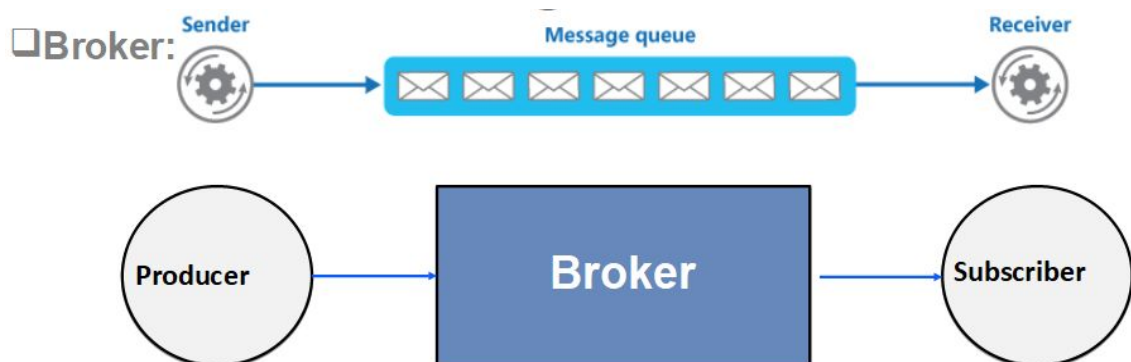 Sender
❑Broker:
Message queue
Receiver
Producer
Broker
Subscriber